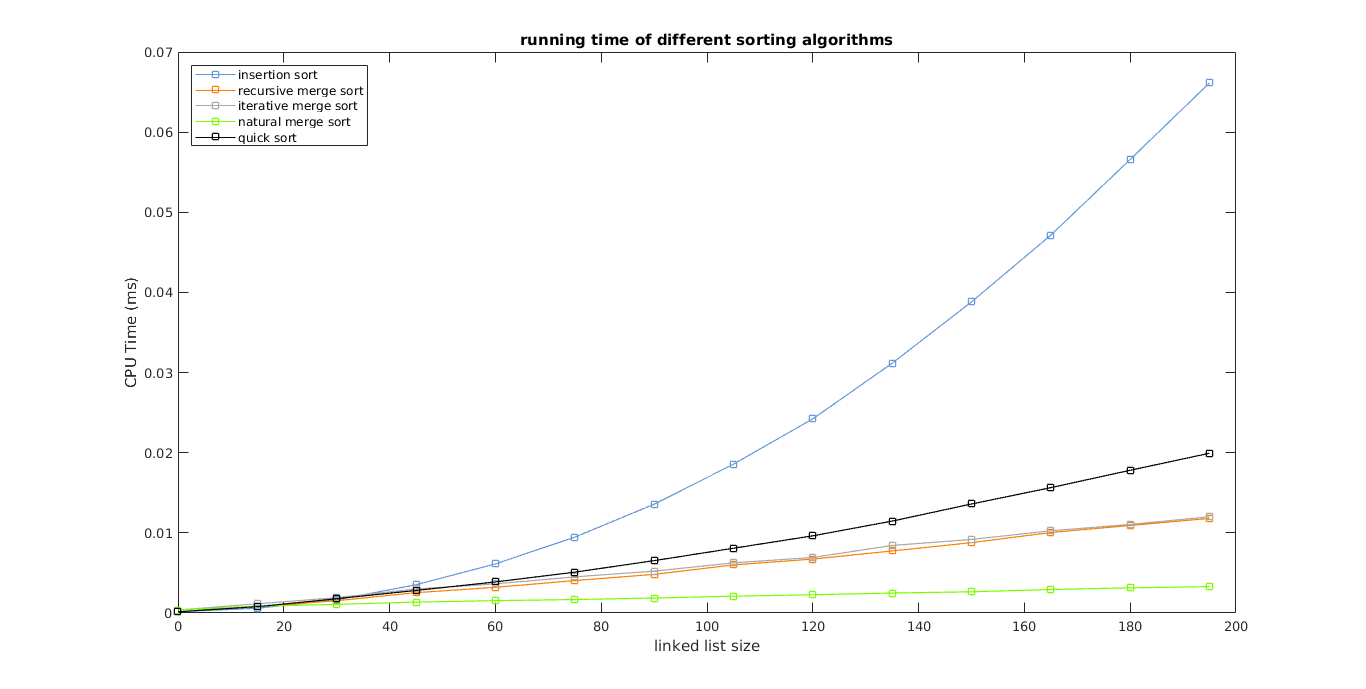 running time of different sorting algorithms
0.07
0.06
0.05
0.04
0.03
0.02
0.01
0
CPU Time (ms)
insertion sort
recursive merge sort
iterative merge sort
natural merge sort
quick sort
0 20 40 60 80 100 120 140 160 180 200
linked list size